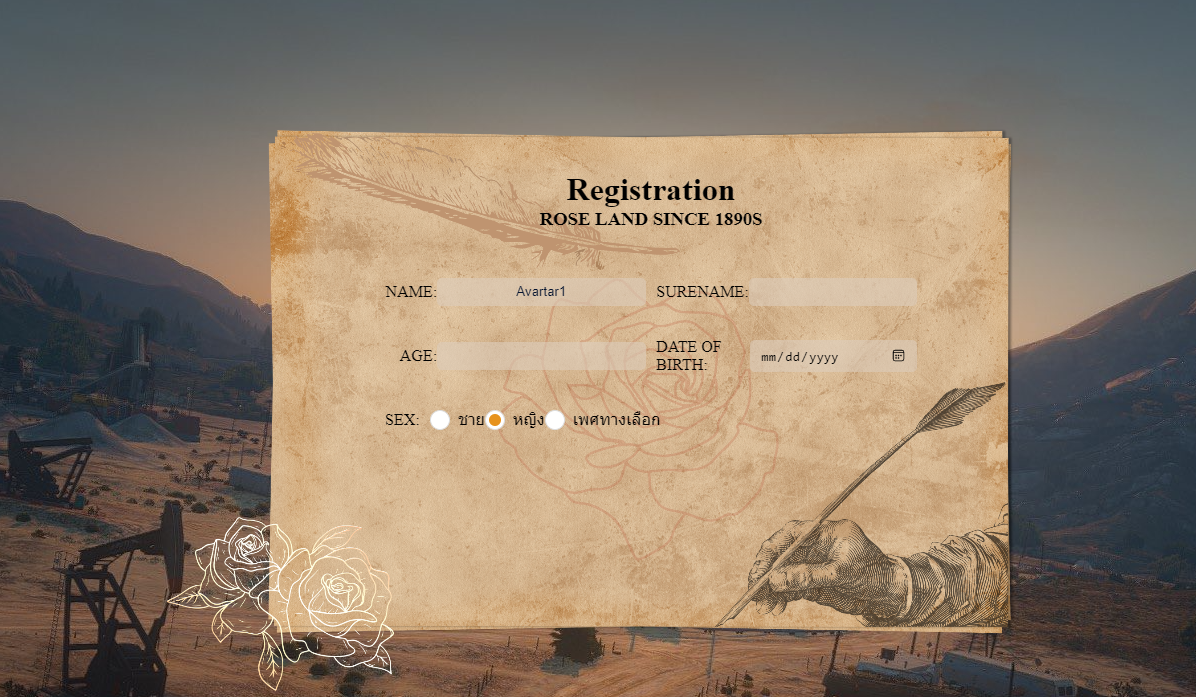 Registration
ROSE LAND SINCE 1890S
NAME: Avartar1 SURENAME:
AGE: DATE OF BIRTH: mm/dd/yyyy
SEX: ชาย หญิง เพศทางเลือก